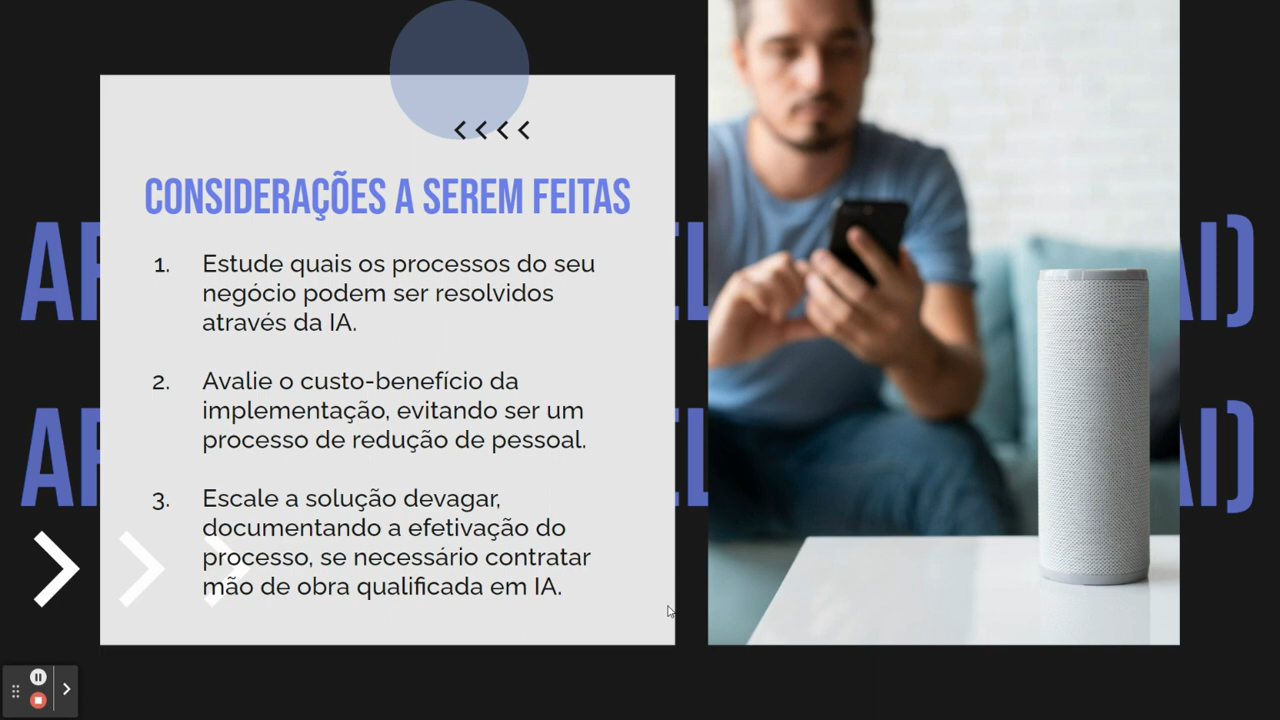 CONSIDERAÇÕES A SEREM FEITAS
1. Estude quais os processos do seu
negócio podem ser resolvidos
através da IA.
2. Avalie o custo-benefício da
implementação, evitando ser um
processo de redução de pessoal.
3. Escale a solução devagar,
documentando a efetivação do
processo, se necessário contratar
mão de obra qualificada em IA.
AI)
AI)